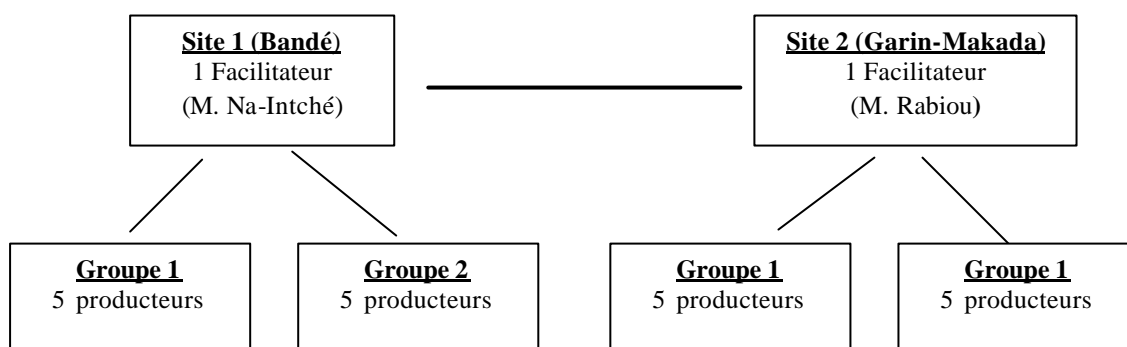 Site 1 (Bandé)
1 Facilitateur
(M. Na-Intché)
Site 2 (Garin-Makada)
1 Facilitateur
(M. Rabiou)
Groupe 1
5 producteurs
Groupe 2
5 producteurs
Groupe 1
5 producteurs
Groupe 1
5 producteurs